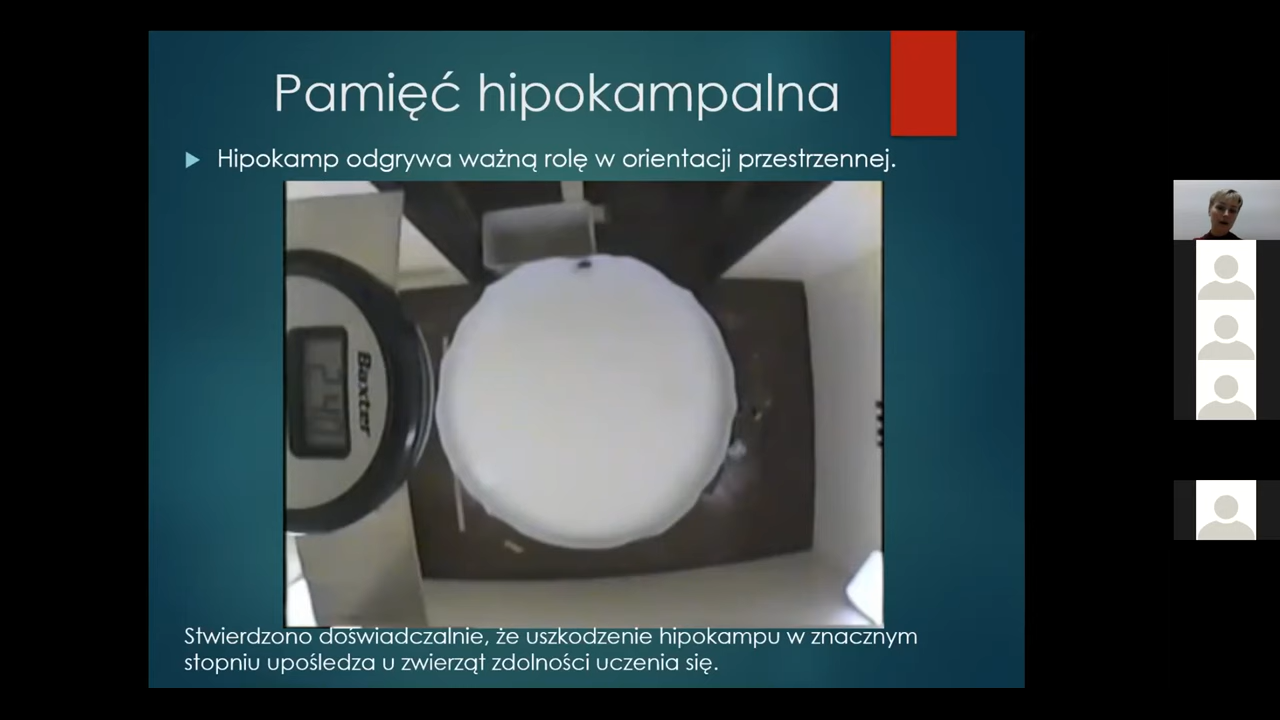 Pamięć hipokampalna
Hipokamp odgrywa ważną rolę w orientacji przestrzennej.
Baxter
Stwierdzono doświadczalnie, że uszkodzenie hipokampu w znacznym
stopniu upośledza u zwierząt zdolności uczenia się.